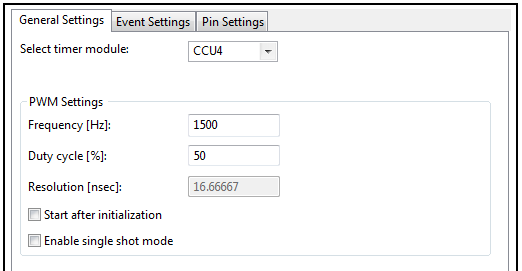 General Settings Event Settings Pin Settings
Select timer module: CCU4
PWM Settings
Frequency [Hz]: 1500
Duty cycle [%]: 50
Resolution [nsec]: 16.66667
Start after initialization
Enable single shot mode